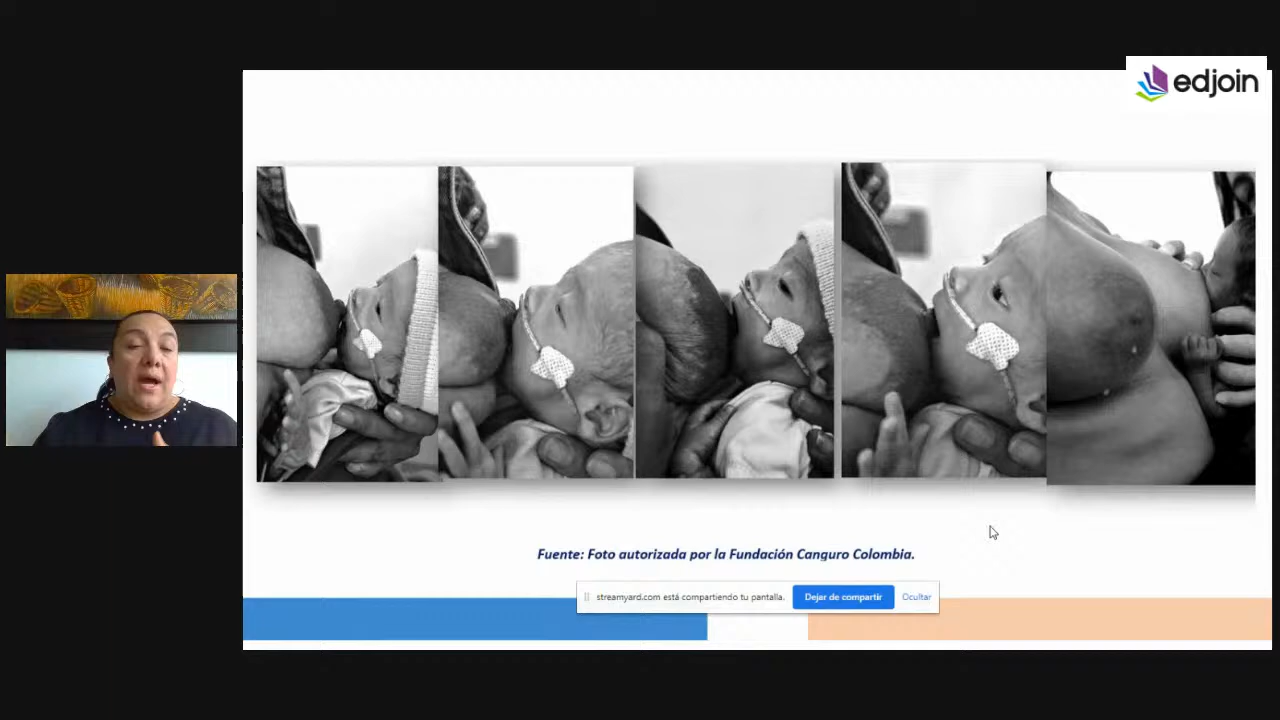 edjoin
Fuente: Foto autorizada por la Fundación Canguro Colombia.
streamyard.com está compartiendo tu pantalla.
Dejar de compartir
Ocultar